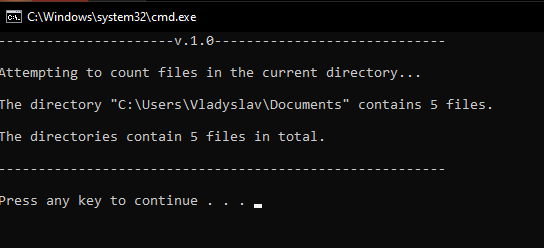 C:\Windows\system32\cmd.exe
----------------------v.1.0-----------------------------
Attempting to count files in the current directory...
The directory "C:\Users\Vladyslav\Documents" contains 5 files.
The directories contain 5 files in total.
--------------------------------------------------------
Press any key to continue . . .